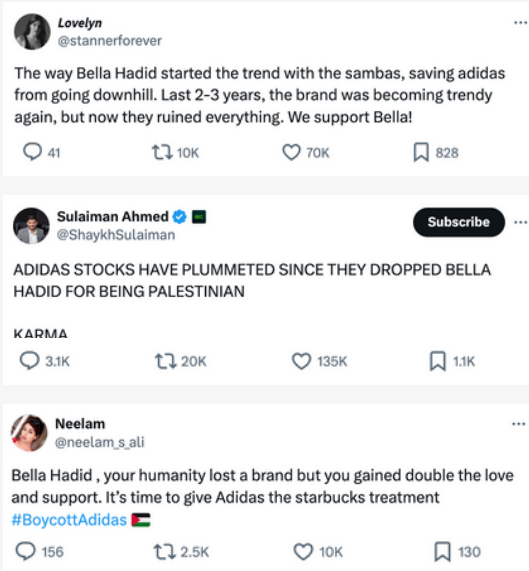 Lovelyn
@stannerforever
The way Bella Hadid started the trend with the sambas, saving adidas
from going downhill. Last 2-3 years, the brand was becoming trendy
again, but now they ruined everything. We support Bella!
41 10K 70K 828
Sulaiman Ahmed
@ShaykhSulaiman
Subscribe
ADIDAS STOCKS HAVE PLUMMETED SINCE THEY DROPPED BELLA
HADID FOR BEING PALESTINIAN
KARMA
3.1K 20K 135K 1.1K
Neelam
@neelam_s_ali
Bella Hadid , your humanity lost a brand but you gained double the love
and support. It’s time to give Adidas the starbucks treatment
#BoycottAdidas 🇵🇸
156 2.5K 10K 130